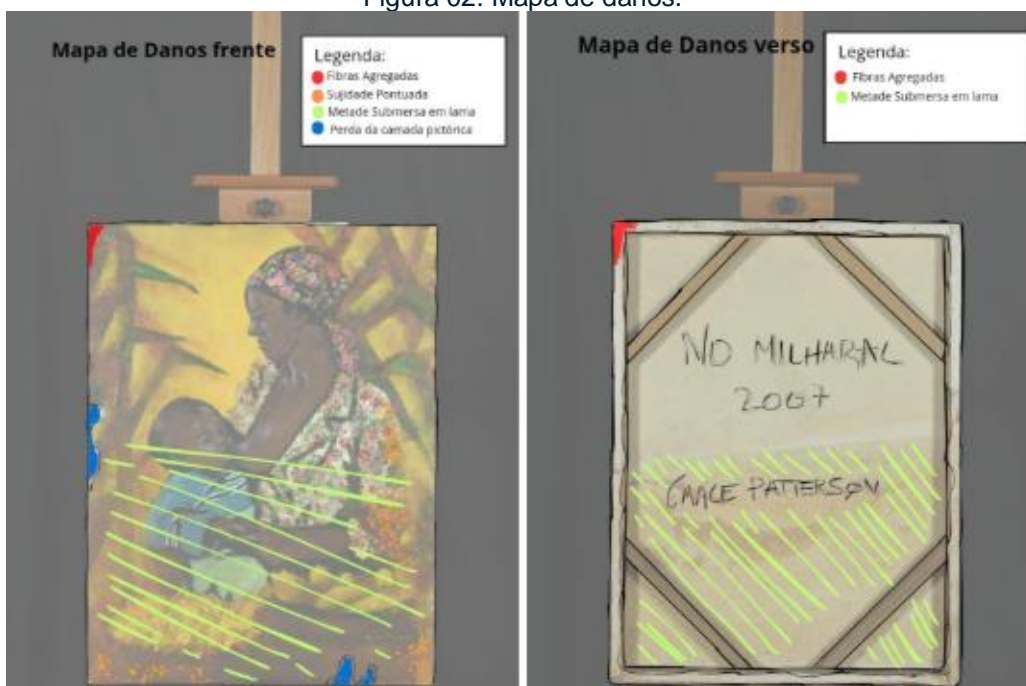 Figura 02: Mapa de danos.
Mapa de Danos frente
Legenda:
Fibras Agregadas
Sujidade Pontuada
Metade Submersa em lama
Perda da camada pictórica
Mapa de Danos verso
Legenda:
Fibras Agregadas
Metade Submersa em lama
NO MILHARAL
2007
GRACE PATTERSON